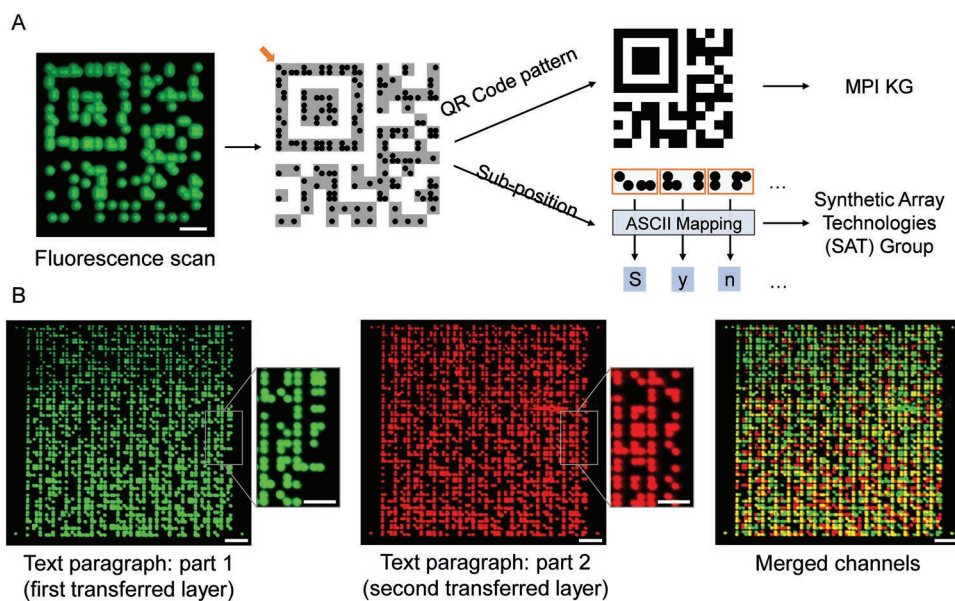 A
Fluorescence scan
QR Code pattern
Sub-position
MPI KG
...
ASCII Mapping
S y n ...
Synthetic Array
Technologies
(SAT) Group
B
Text paragraph: part 1
(first transferred layer)
Text paragraph: part 2
(second transferred layer)
Merged channels